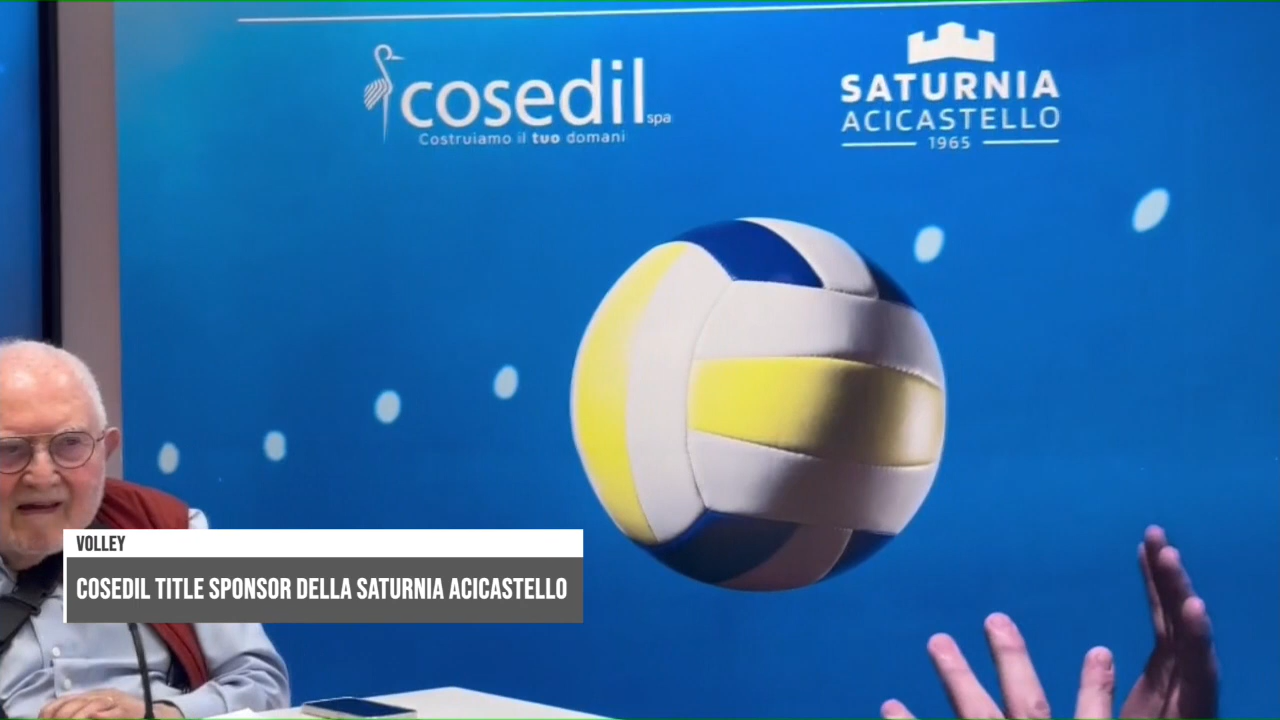 cosedil spa
Costruiamo il tuo domani
SATURNIA
ACICASTELLO
1965
VOLLEY
COSEDIL TITLE SPONSOR DELLA SATURNIA ACICASTELLO